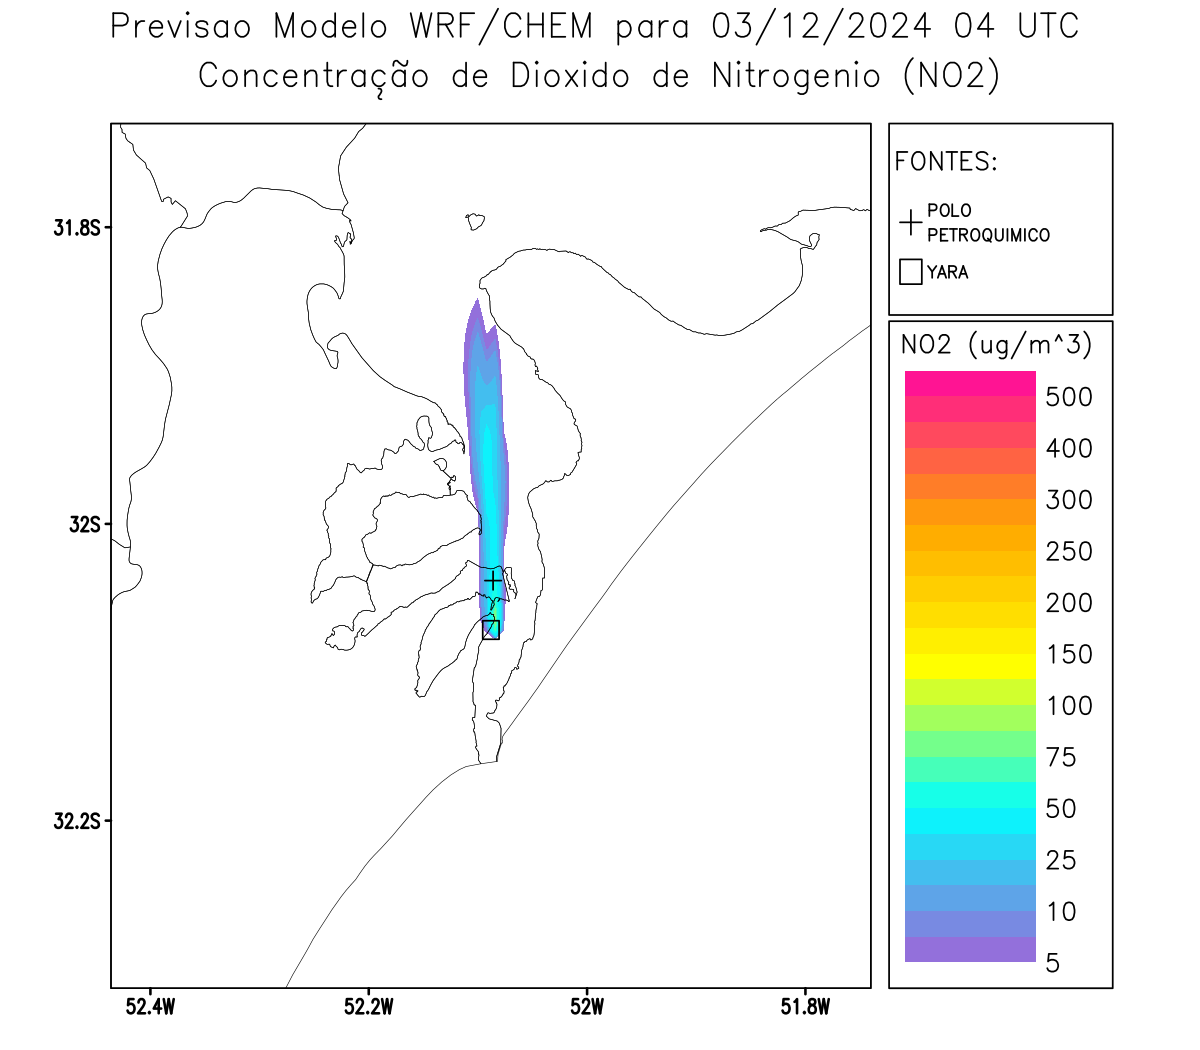 Previsao Modelo WRF/CHEM para 03/12/2024 04 UTC
Concentração de Dioxido de Nitrogenio (NO2)
FONTES:
POLO
PETROQUIMICO
YARA
NO2 (ug/m^3)
500
400
300
250
200
150
100
75
50
25
10
5
31.8S
32S
32.2S
52.4W
52.2W
52W
51.8W